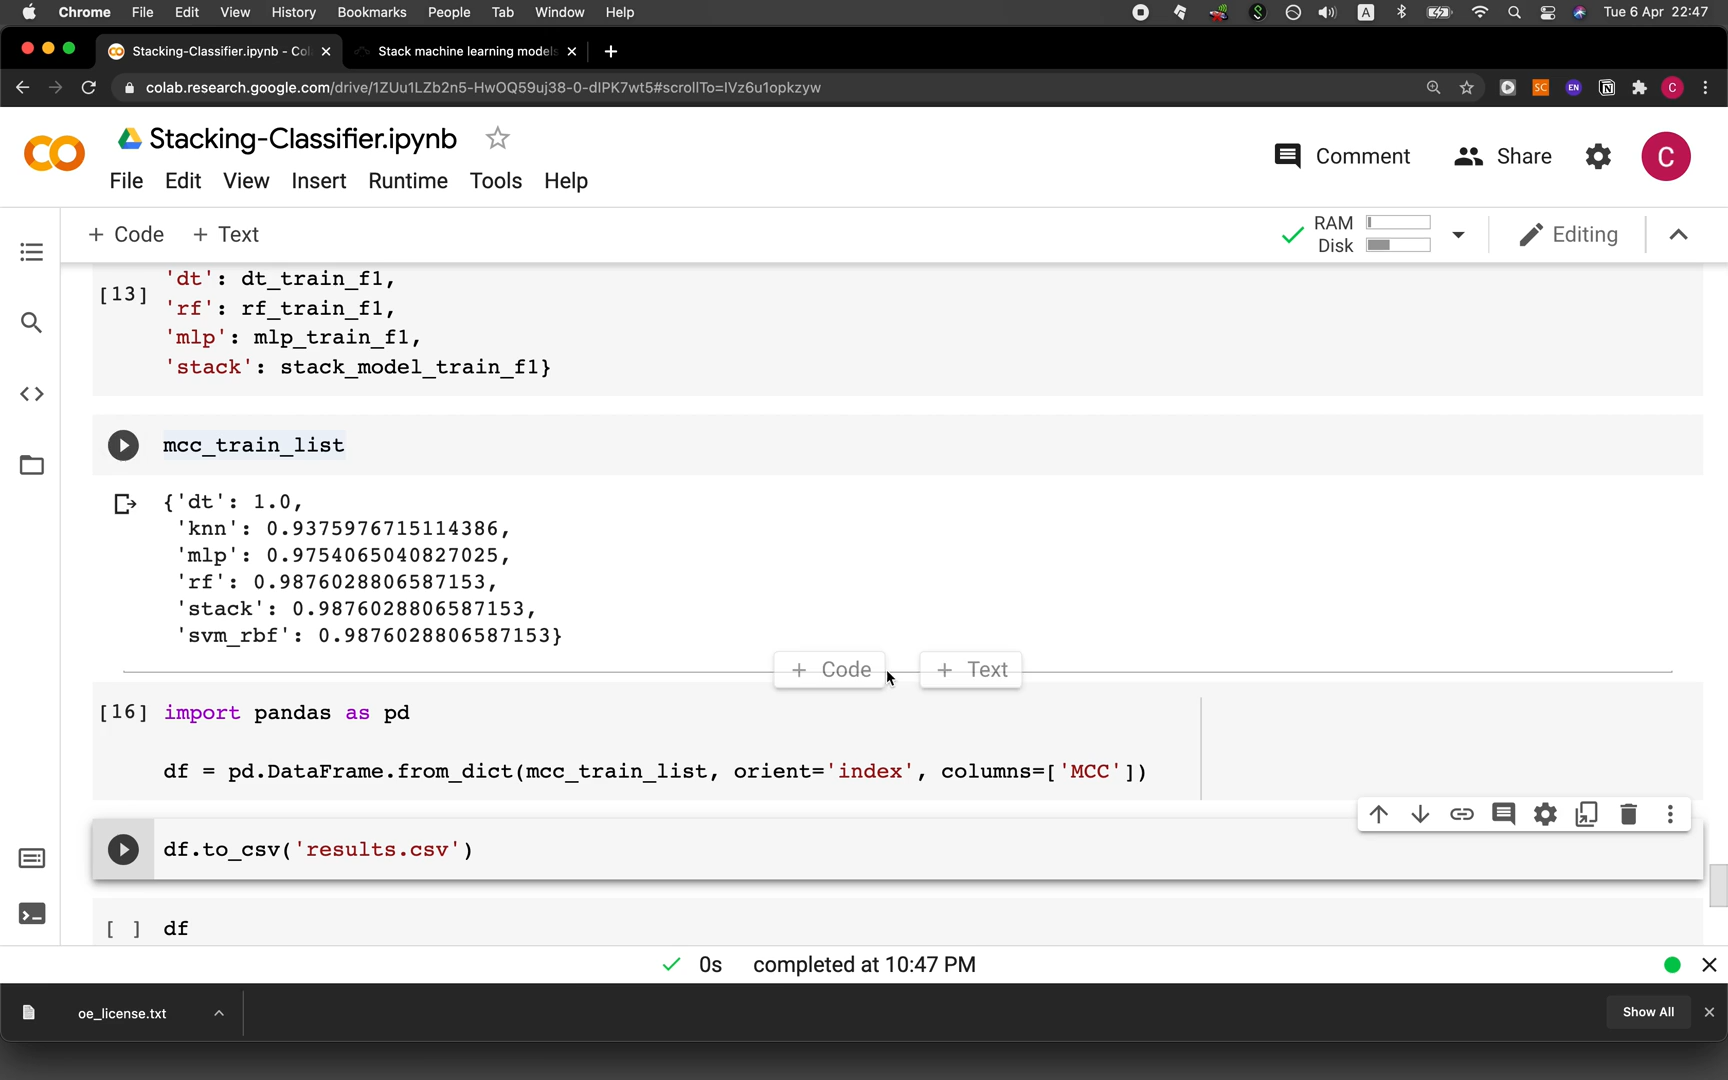 Chrome File Edit View History Bookmarks People Tab Window Help A Tue 6 Apr 22:47
Stacking-Classifier.ipynb - Col Stack machine learning models
colab.research.google.com/drive/1ZUu1LZb2n5-HwOQ59uj38-0-dIPK7wt5#scrollTo=IVz6u1opkzyw SC EN C
Stacking-Classifier.ipynb
Comment Share C
File Edit View Insert Runtime Tools Help
+ Code + Text RAM Disk Editing
'dt': dt_train_f1,
[13] 'rf': rf_train_f1,
'mlp': mlp_train_f1,
'stack': stack_model_train_f1}
mcc_train_list
{'dt': 1.0,
'knn': 0.9375976715114386,
'mlp': 0.9754065040827025,
'rf': 0.9876028806587153,
'stack': 0.9876028806587153,
'svm_rbf': 0.9876028806587153}
+ Code + Text
[16] import pandas as pd
df = pd.DataFrame.from_dict(mcc_train_list, orient='index', columns=['MCC'])
df.to_csv('results.csv')
[ ] df
0s completed at 10:47 PM
oe_license.txt Show All